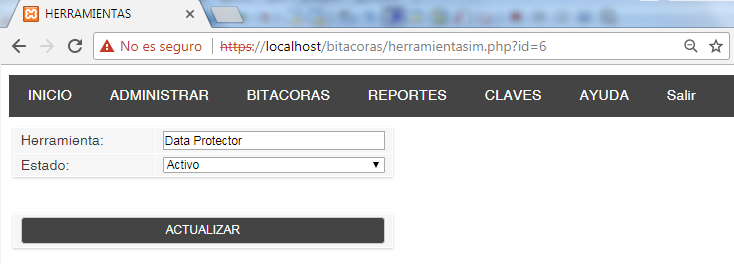 HERRAMIENTAS
No es seguro https://localhost/bitacoras/herramientasim.php?id=6
INICIO ADMINISTRAR BITACORAS REPORTES CLAVES AYUDA Salir
Herramienta: Data Protector
Estado: Activo
ACTUALIZAR